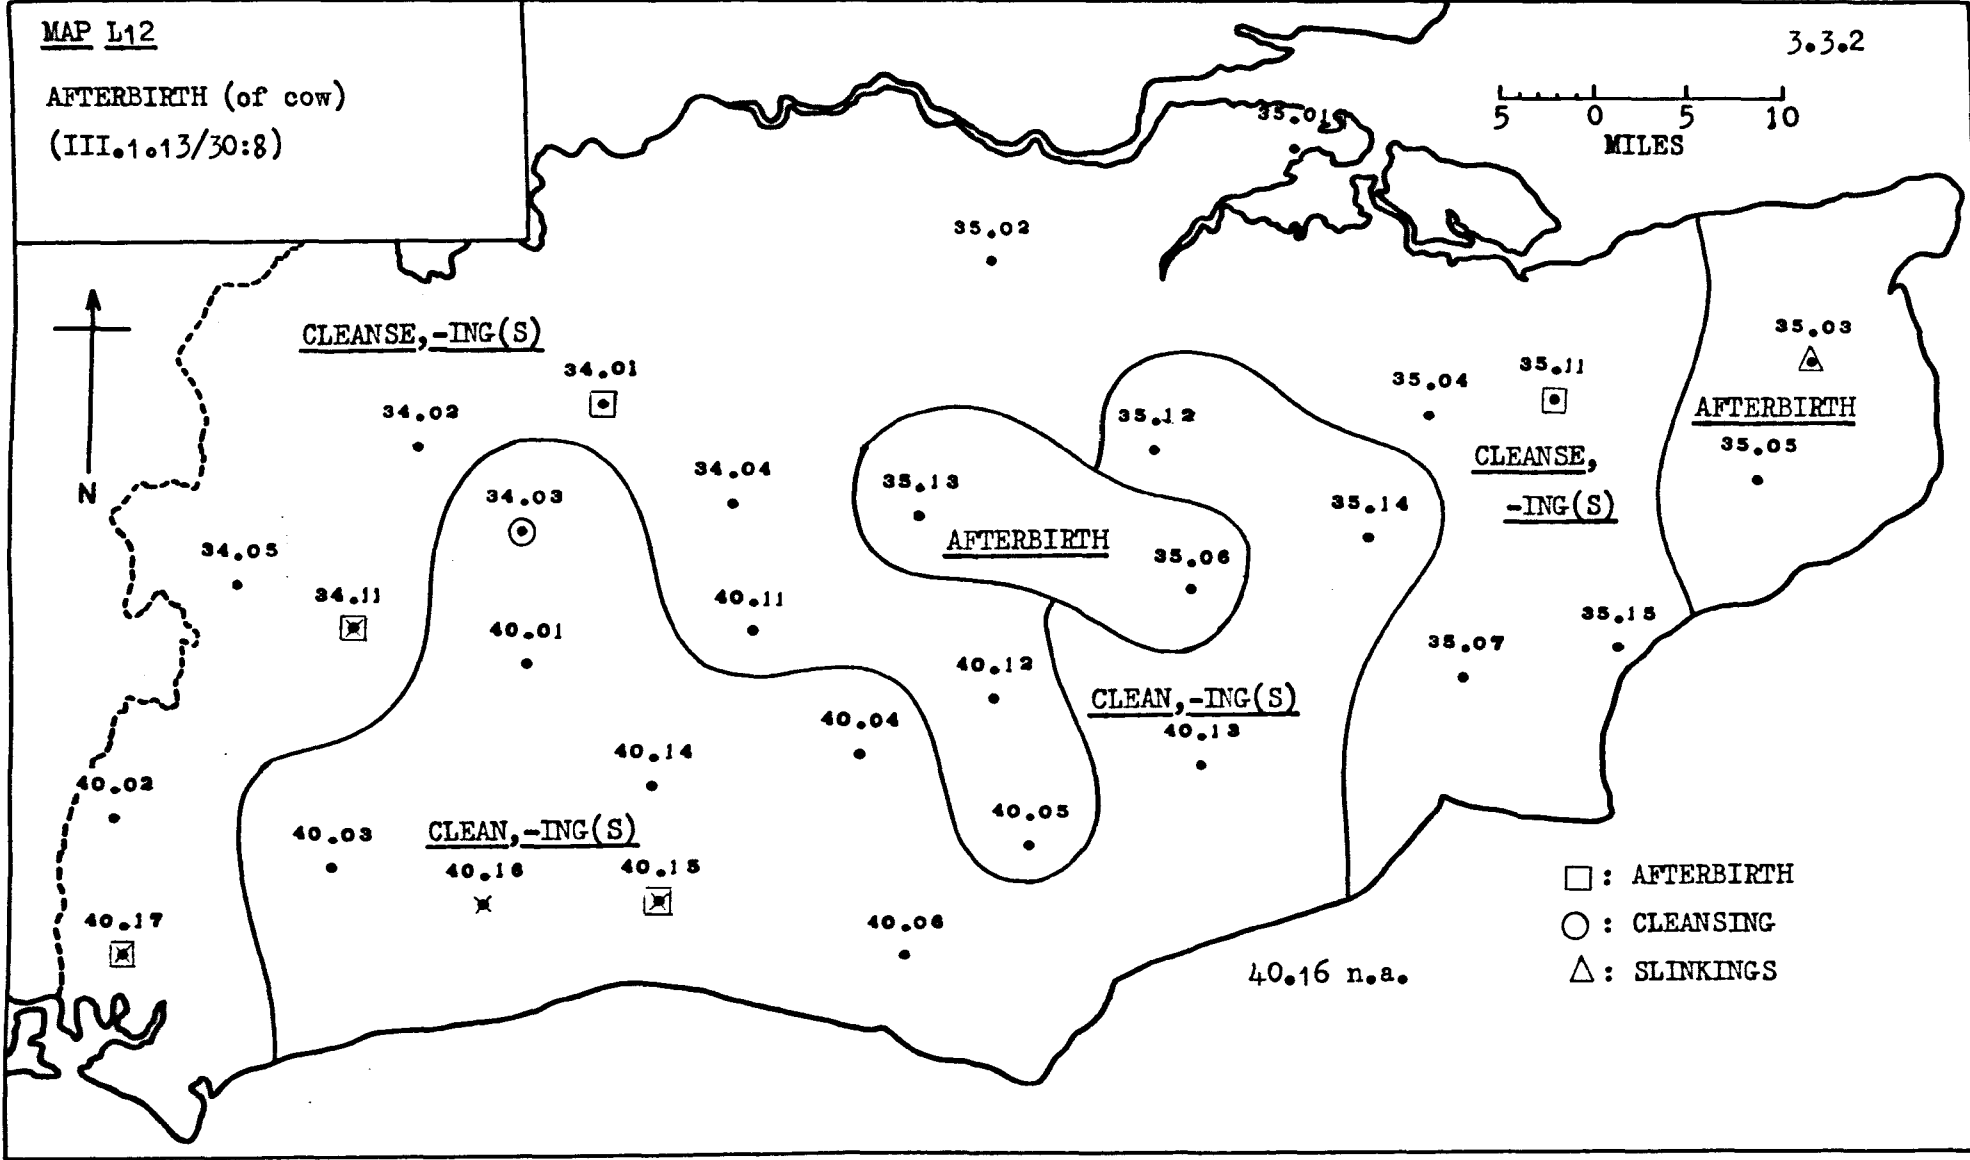 MAP L12
3.3.2
AFTERBIRTH (of cow)
(III.1.13/30:8)
5 0 5 10
MILES
35.01
35.02
CLEANSE,-ING(S)
34.01
34.02
35.03
35.11
35.04
AFTERBIRTH
35.12
35.05
CLEANSE,
-ING(S)
34.04
35.13
34.03
N
35.14
AFTERBIRTH
35.06
34.05
34.11
40.11
40.01
35.15
35.07
40.12
CLEAN,-ING(S)
40.13
40.04
40.14
40.02
40.05
40.03
CLEAN,-ING(S)
40.16
40.15
40.17
40.06
□: AFTERBIRTH
○: CLEANSING
△: SLINKINGS
40.16 n.a.